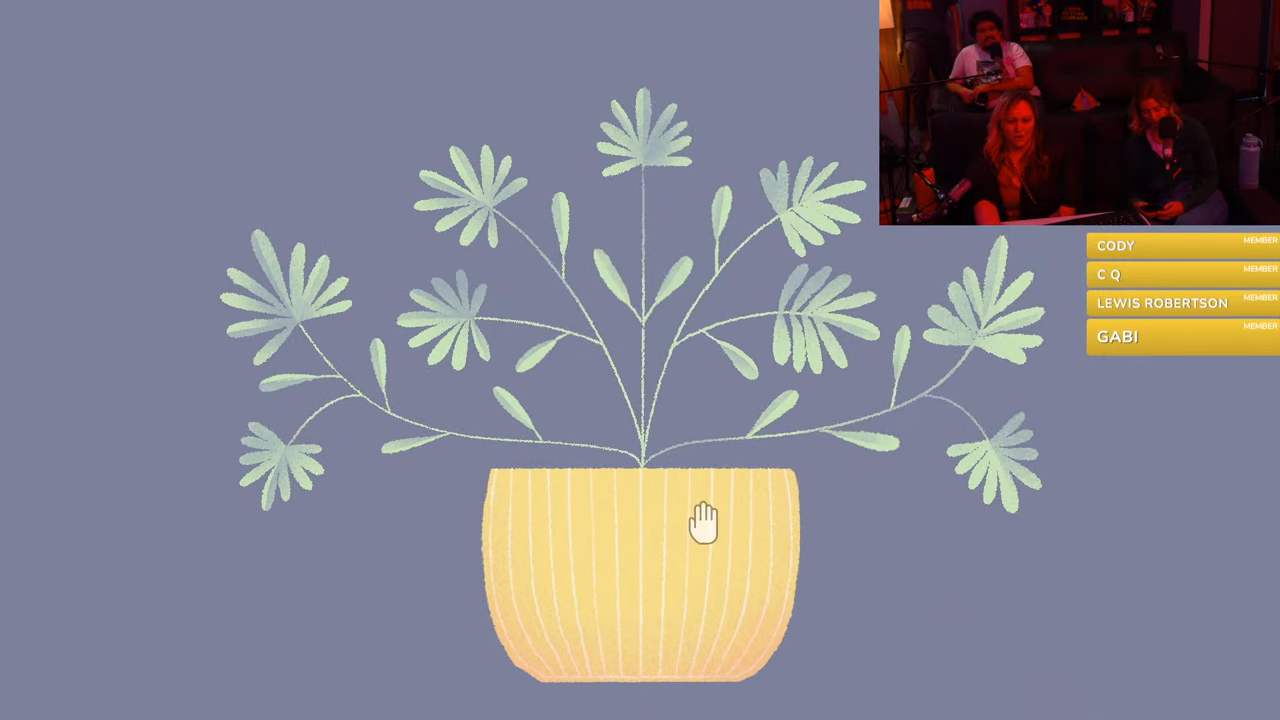 CODY
MEMBER
C Q
MEMBER
LEWIS ROBERTSON
MEMBER
GABI
MEMBER